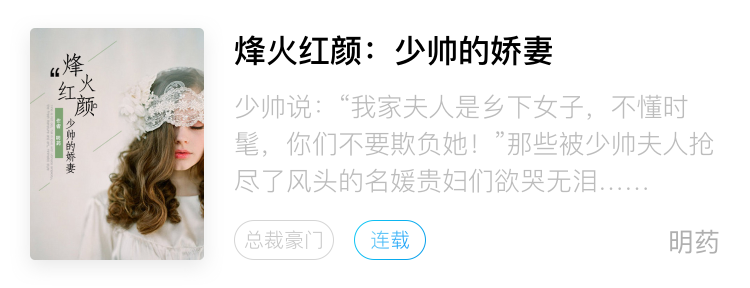 烽火红颜：少帅的娇妻
少帅说：“我家夫人是乡下女子，不懂时
髦，你们不要欺负她！”那些被少帅夫人抢
尽了风头的名媛贵妇们欲哭无泪……
总裁豪门
连载
明药
“烽火
红颜
少帅的娇妻